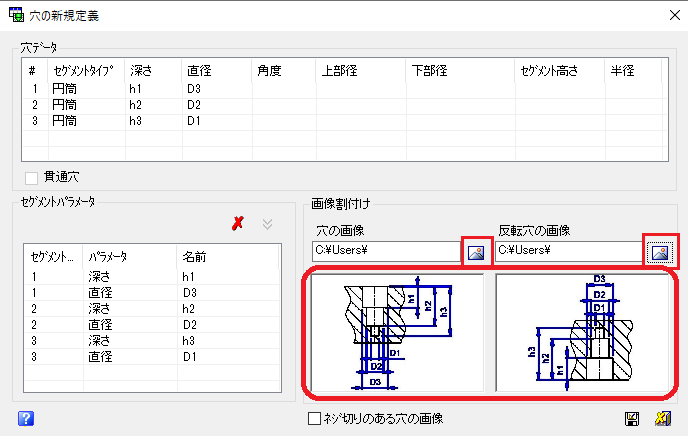 穴の新規定義
穴データ
# ｾｸﾞﾒﾝﾄﾀｲﾌﾟ 深さ 直径 角度 上部径 下部径 ｾｸﾞﾒﾝﾄ高さ 半径
1 円筒 h1 D3
2 円筒 h2 D2
3 円筒 h3 D1
貫通穴
ｾｸﾞﾒﾝﾄﾊﾟﾗﾒｰﾀ
ｾｸﾞﾒﾝﾄ... ﾊﾟﾗﾒｰﾀ 名前
1 深さ h1
1 直径 D3
2 深さ h2
2 直径 D2
3 深さ h3
3 直径 D1
画像割付け
穴の画像
C:¥Users¥
反転穴の画像
C:¥Users¥
h1
h2
h3
D1
D2
D3
D3
D2
D1
h3
h2
h1
?
ﾈｼﾞ切りのある穴の画像